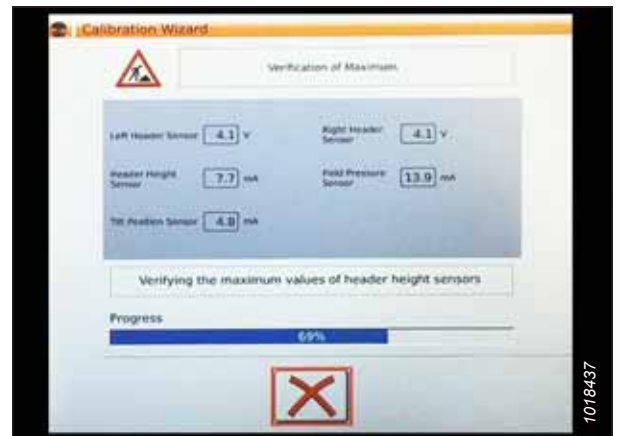 Calibration Wizard
Verification of Maximum
Left Header Sensor 4.1 V
Right Header
Sensor 4.1 V
Header Height
Sensor 7.7 mA
Field Pressure
Sensor 13.9 mA
Tilt Position Sensor 4.8 mA
Verifying the maximum values of header height sensors
Progress
69%
1018437